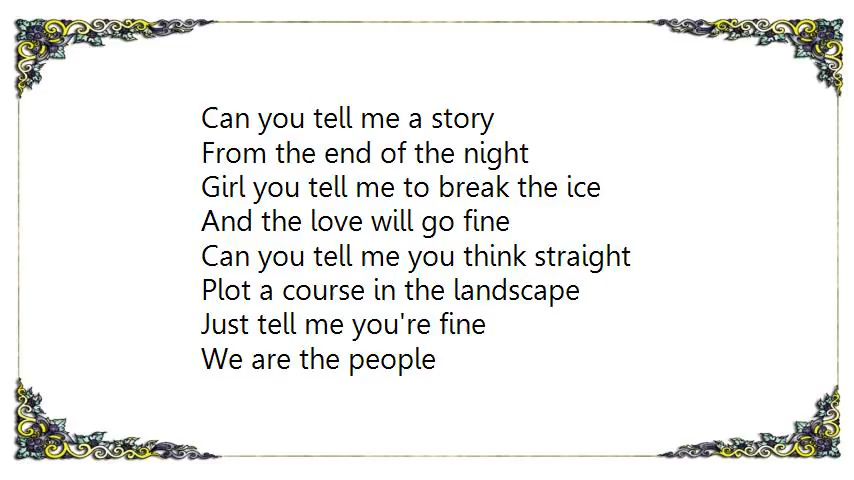 Can you tell me a story
From the end of the night
Girl you tell me to break the ice
And the love will go fine
Can you tell me you think straight
Plot a course in the landscape
Just tell me you're fine
We are the people